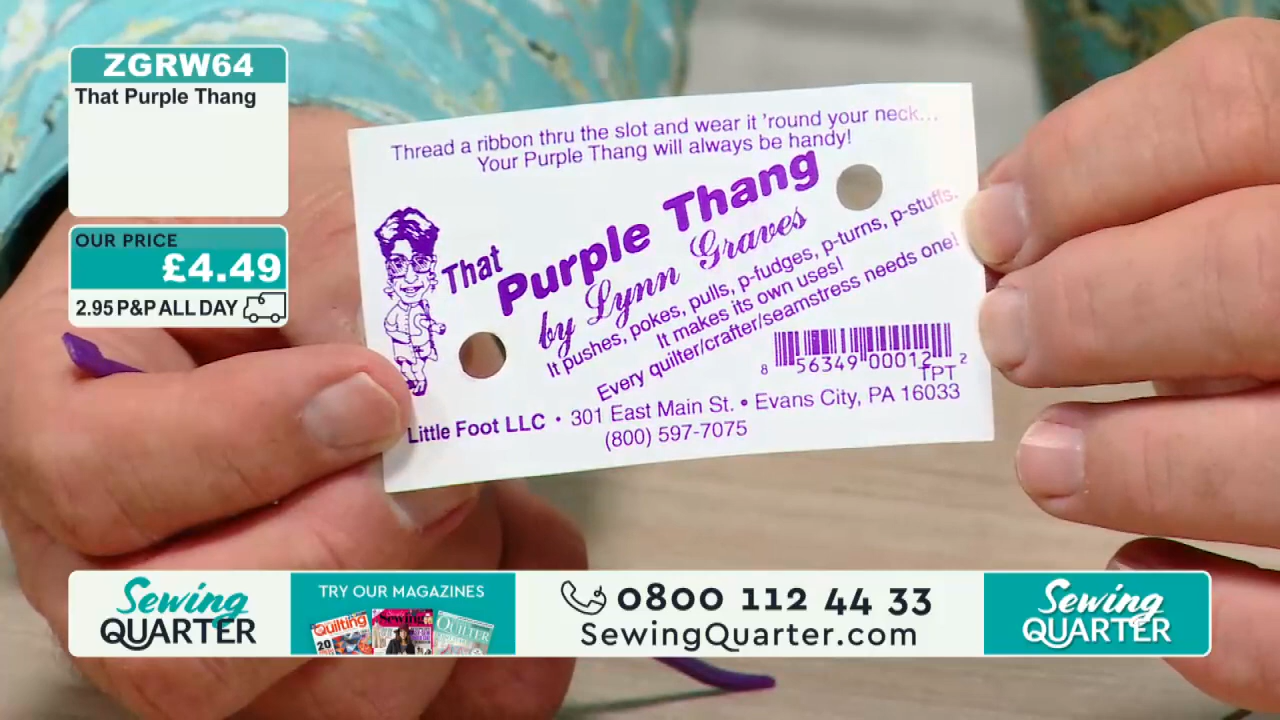 ZGRW64
That Purple Thang
OUR PRICE
£4.49
2.95 P&P ALL DAY
Thread a ribbon thru the slot and wear it 'round your neck...
Your Purple Thang will always be handy!
That Purple Thang
by Lynn Graves
It pushes, pokes, pulls, p-fudges, p-turns, p-stuffs.
It makes its own uses!
Every quilter/crafter/seamstress needs one!
8 56349 00012 2
TPT
Little Foot LLC • 301 East Main St. • Evans City, PA 16033
(800) 597-7075
Sewing
QUARTER
TRY OUR MAGAZINES
Quilting
20
Sewing
QUILTER
0800 112 44 33
SewingQuarter.com
Sewing
QUARTER